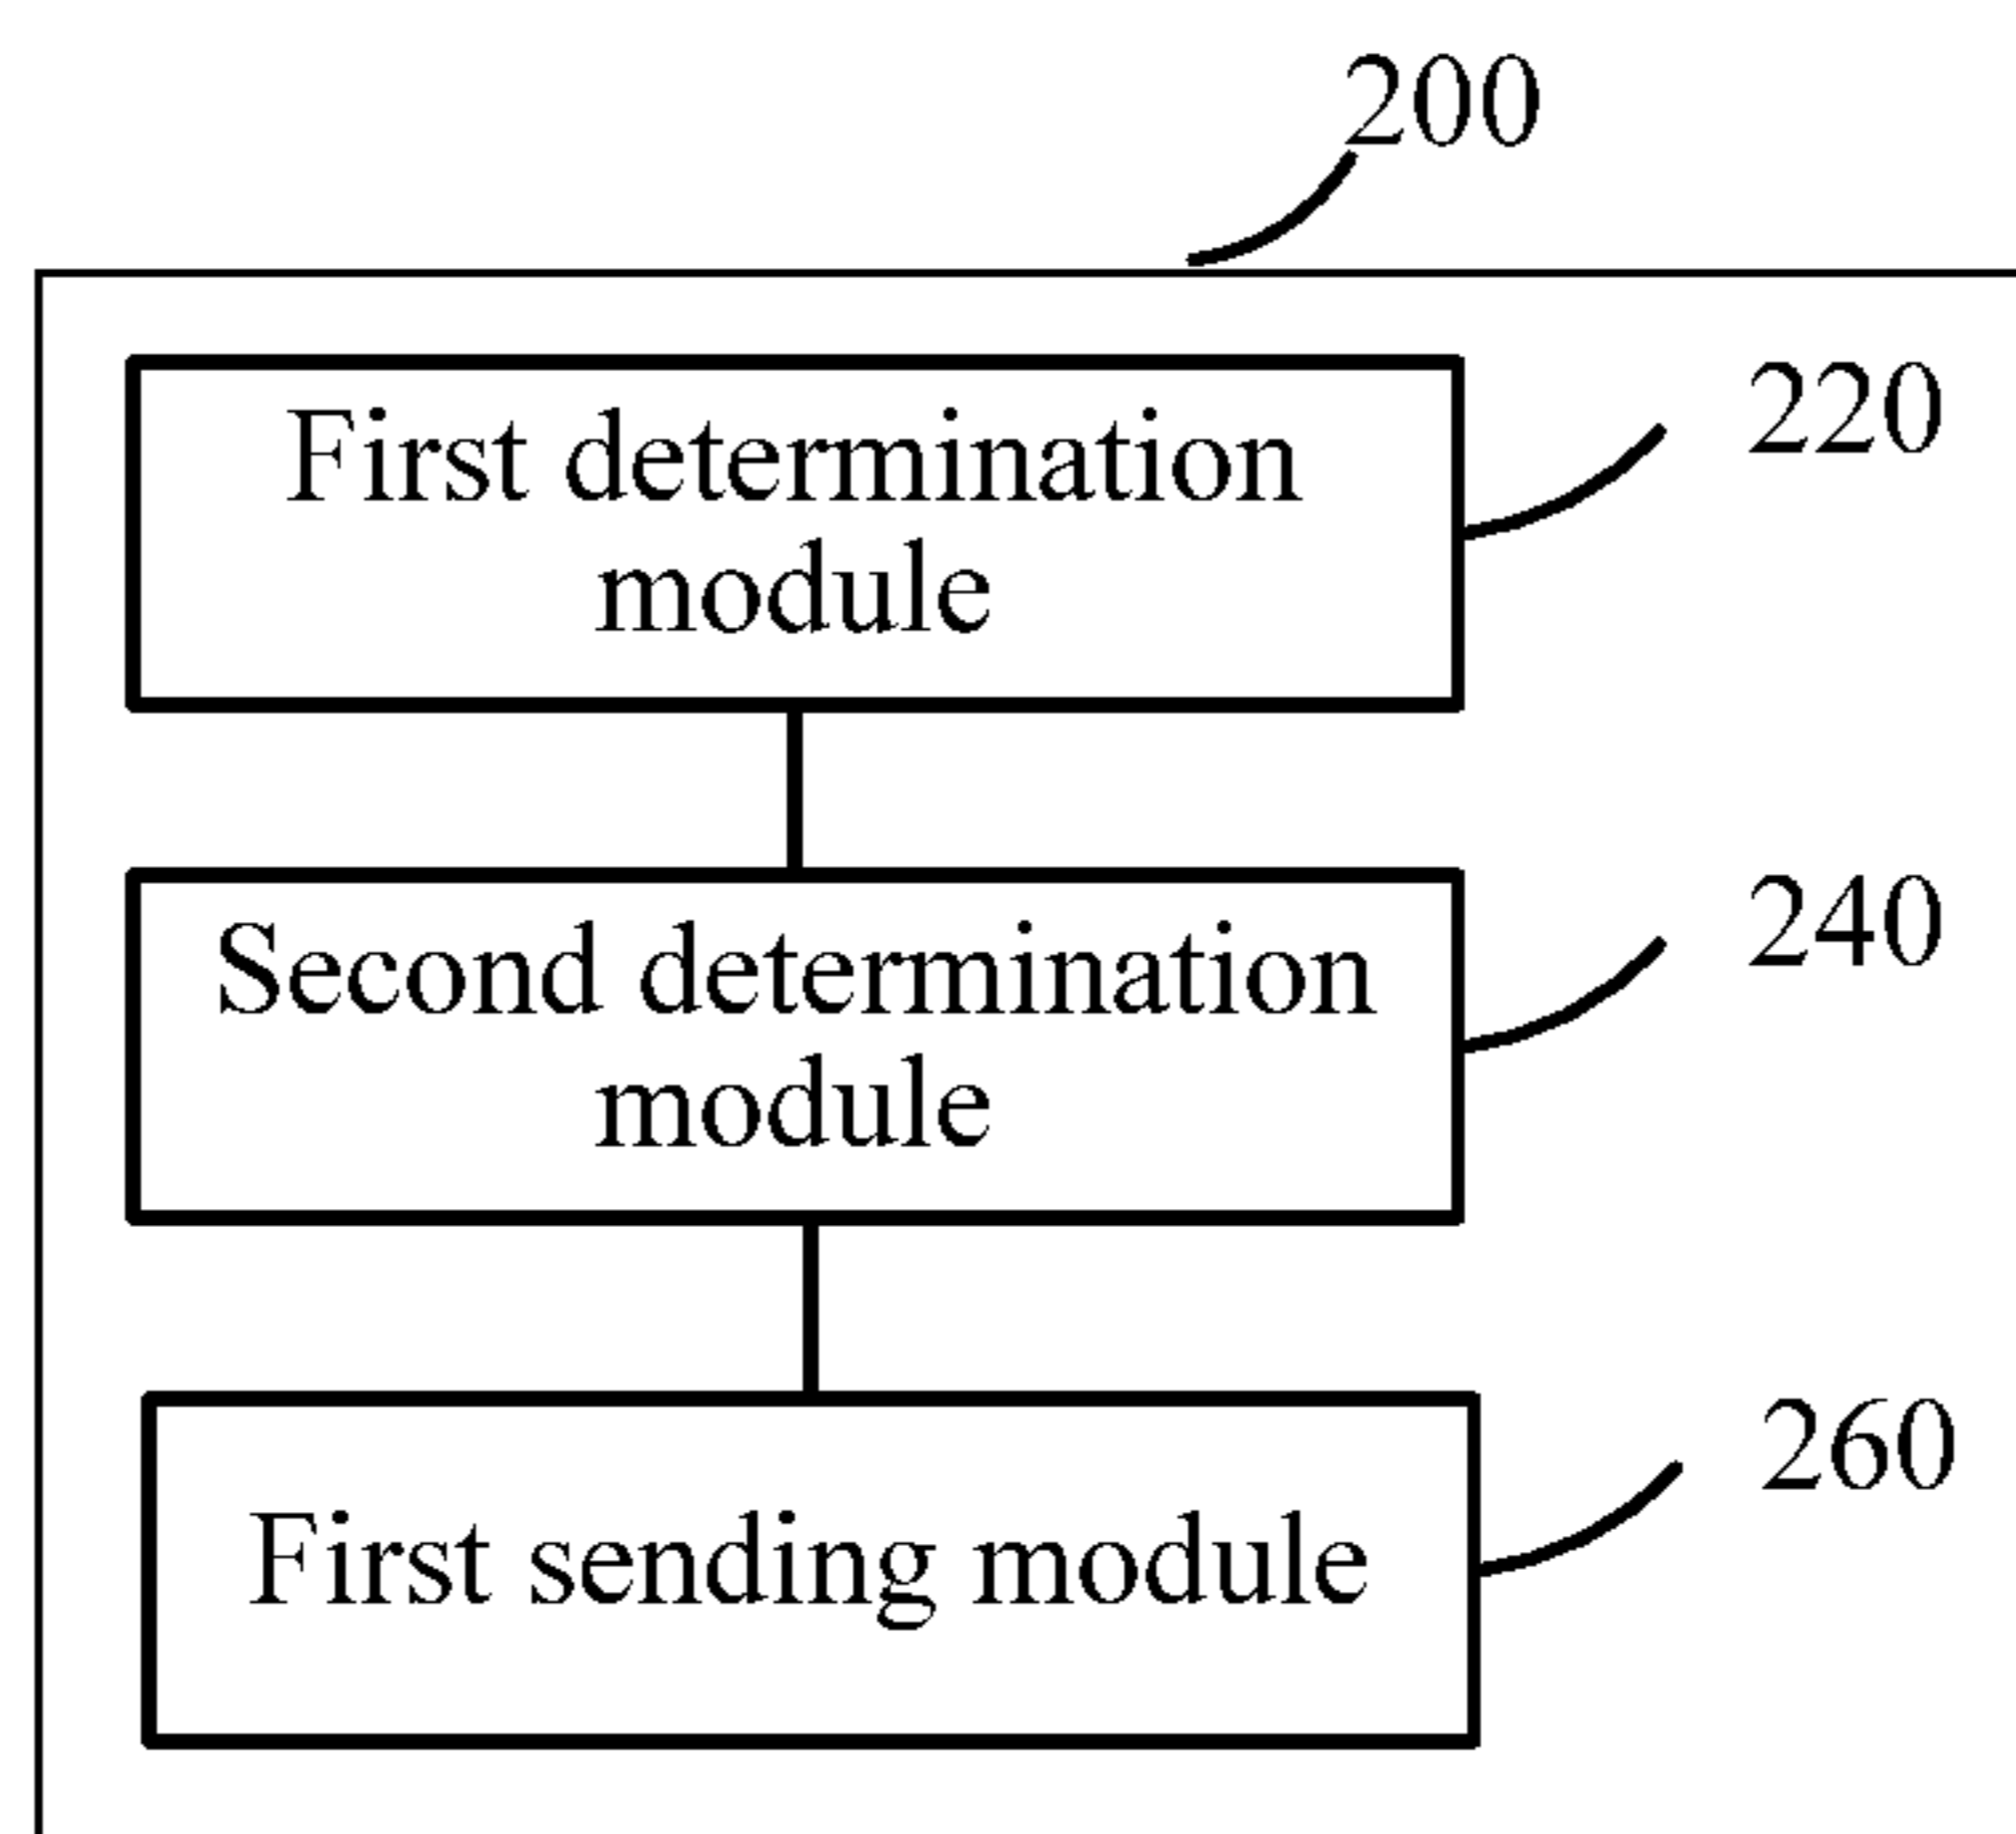 200
First determination
module
220
Second determination
module
240
First sending module
260